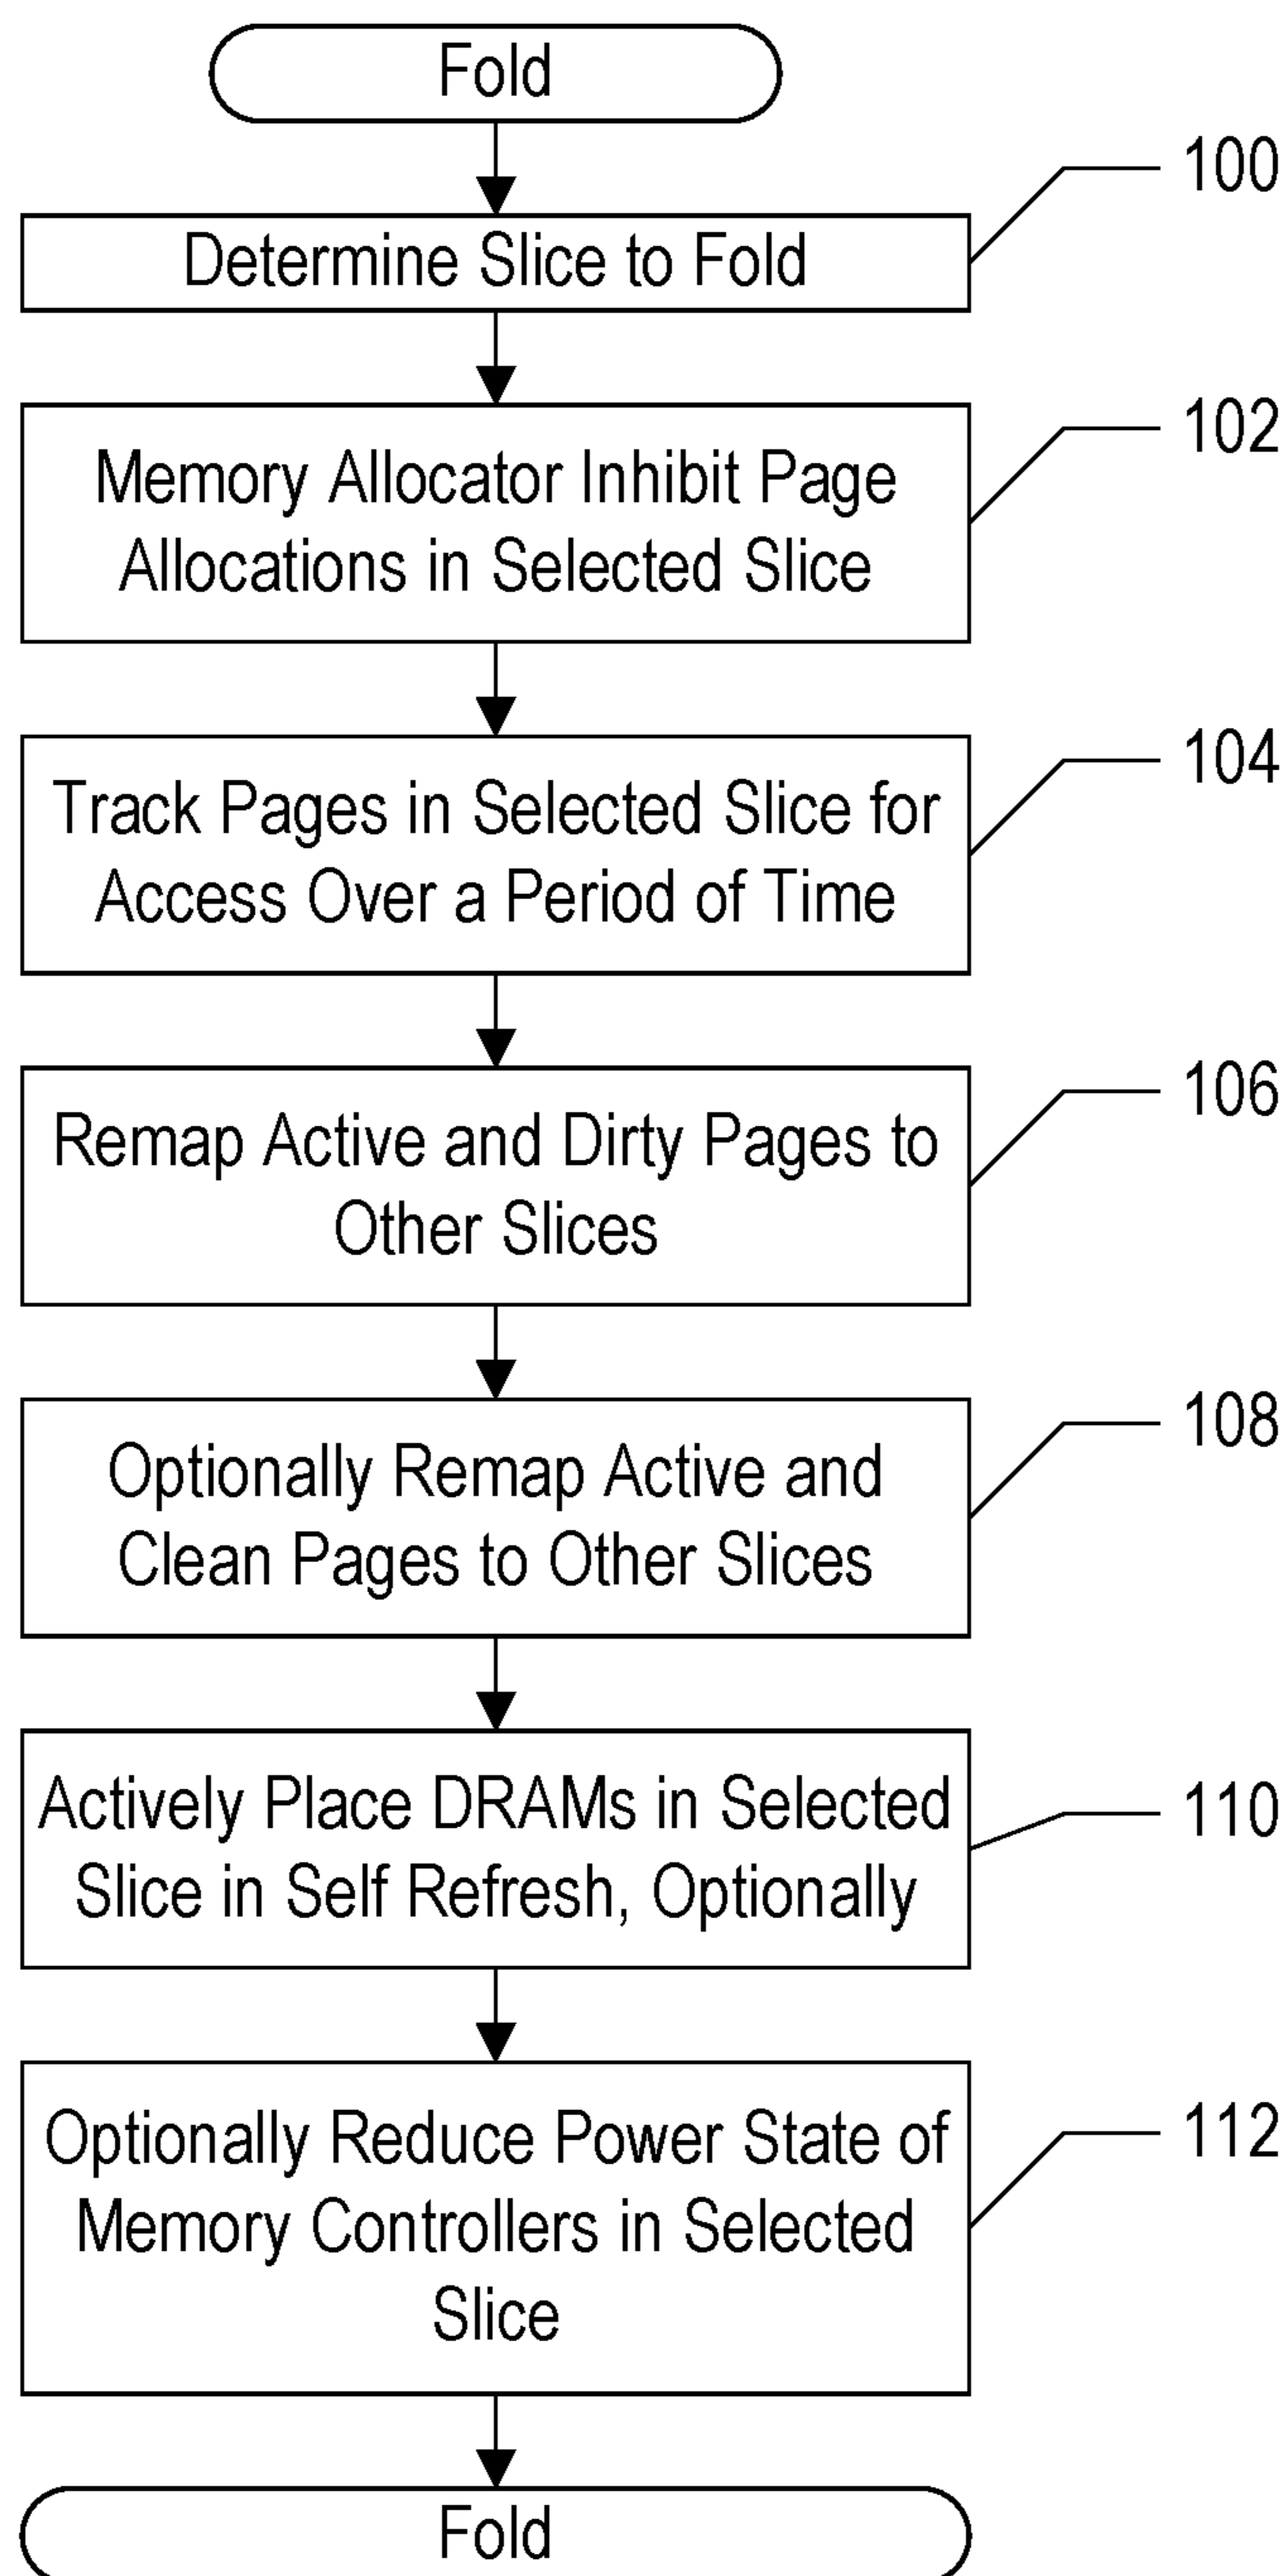 Fold
100
Determine Slice to Fold
102
Memory Allocator Inhibit Page
Allocations in Selected Slice
104
Track Pages in Selected Slice for
Access Over a Period of Time
106
Remap Active and Dirty Pages to
Other Slices
108
Optionally Remap Active and
Clean Pages to Other Slices
110
Actively Place DRAMs in Selected
Slice in Self Refresh, Optionally
112
Optionally Reduce Power State of
Memory Controllers in Selected
Slice
Fold